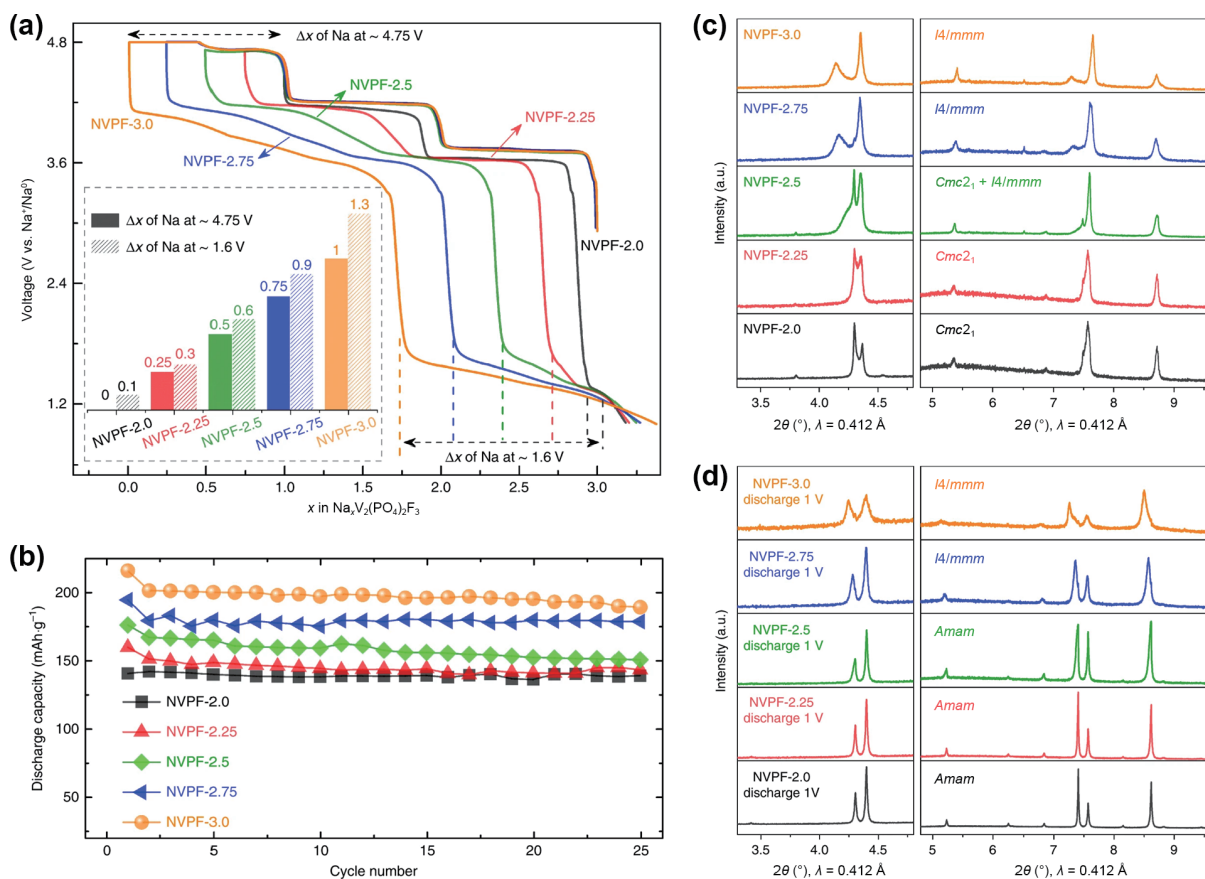 (a)
4.8
3.6
2.4
1.2
Voltage (V vs. Na⁺/Na⁰)
Δx of Na at ~ 4.75 V
NVPF-2.5
NVPF-2.25
NVPF-3.0
NVPF-2.75
NVPF-2.0
Δx of Na at ~ 4.75 V
Δx of Na at ~ 1.6 V
0
0.1
0.25
0.3
0.5
0.6
0.75
0.9
1
1.3
NVPF-2.0
NVPF-2.25
NVPF-2.5
NVPF-2.75
NVPF-3.0
Δx of Na at ~ 1.6 V
0.0
0.5
1.0
1.5
2.0
2.5
3.0
x in NaₓV₂(PO₄)₂F₃
(b)
200
150
100
50
Discharge capacity (mAh·g⁻¹)
NVPF-2.0
NVPF-2.25
NVPF-2.5
NVPF-2.75
NVPF-3.0
0
5
10
15
20
25
Cycle number
(c)
Intensity (a.u.)
NVPF-3.0
I4/mmm
NVPF-2.75
I4/mmm
NVPF-2.5
Cmc2₁ + I4/mmm
NVPF-2.25
Cmc2₁
NVPF-2.0
Cmc2₁
3.5
4.0
4.5
5
6
7
8
9
2θ (°), λ = 0.412 Å
2θ (°), λ = 0.412 Å
(d)
Intensity (a.u.)
NVPF-3.0
discharge 1 V
I4/mmm
NVPF-2.75
discharge 1 V
I4/mmm
NVPF-2.5
discharge 1 V
Amam
NVPF-2.25
discharge 1 V
Amam
NVPF-2.0
discharge 1V
Amam
3.5
4.0
4.5
5
6
7
8
9
2θ (°), λ = 0.412 Å
2θ (°), λ = 0.412 Å